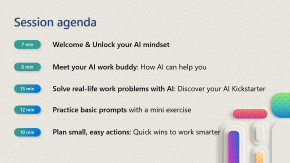 Session agenda
7 min Welcome & Unlock your AI mindset
8 min Meet your AI work buddy: How AI can help you
15 min Solve real-life work problems with AI: Discover your AI Kickstarter
12 min Practice basic prompts with a mini exercise
10 min Plan small, easy actions: Quick wins to work smarter